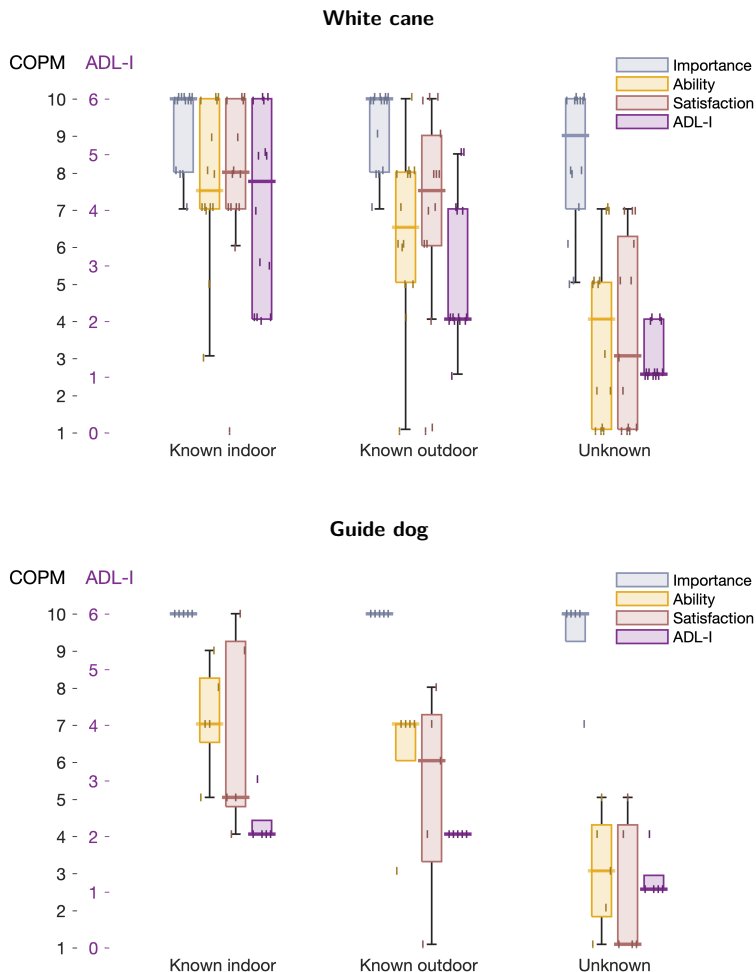 White cane
COPM ADL-I
Importance
Ability
Satisfaction
ADL-I
10 6
9
5
8
7 4
6
3
5
4 2
3
1
2
1 0
Known indoor Known outdoor Unknown
Guide dog
COPM ADL-I
Importance
Ability
Satisfaction
ADL-I
10 6
9
5
8
7 4
6
3
5
4 2
3
1
2
1 0
Known indoor Known outdoor Unknown